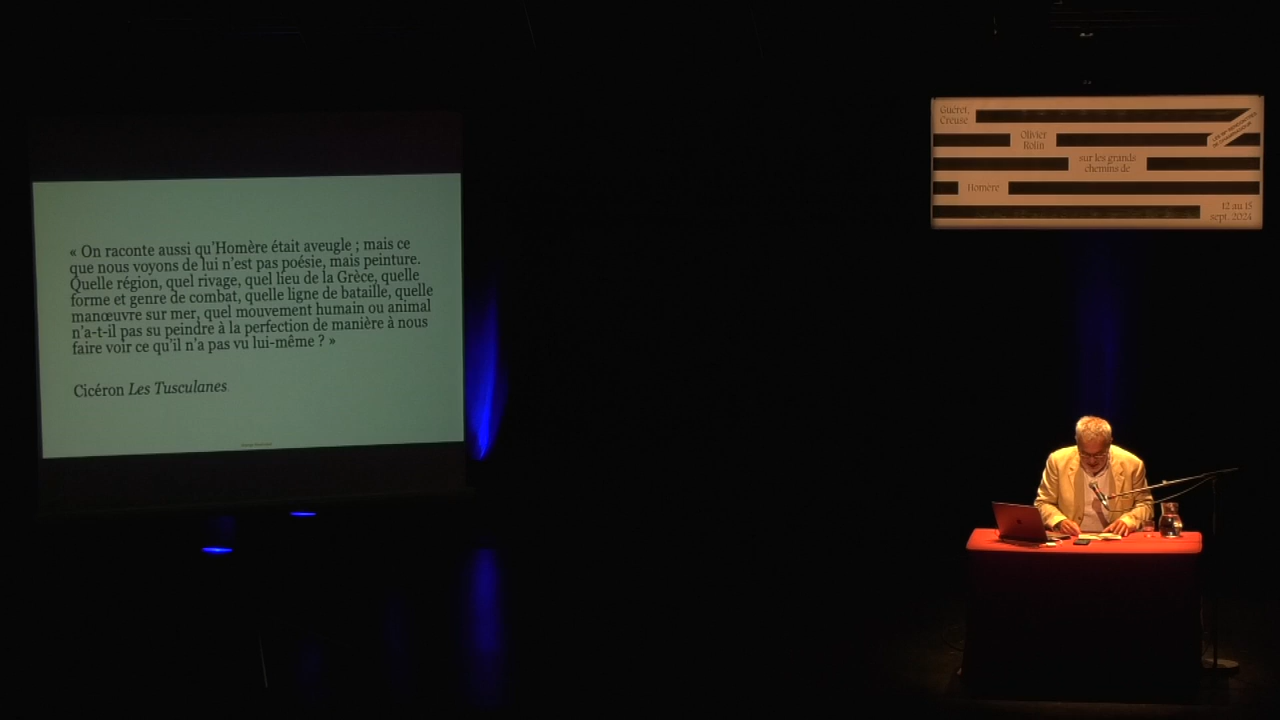 « On raconte aussi qu'Homère était aveugle ; mais ce
que nous voyons de lui n'est pas poésie, mais peinture.
Quelle région, quel rivage, quel lieu de la Grèce, quelle
forme et genre de combat, quelle ligne de bataille, quelle
manœuvre sur mer, quel mouvement humain ou animal
n'a-t-il pas su peindre à la perfection de manière à nous
faire voir ce qu'il n'a pas vu lui-même ? »
Cicéron Les Tusculanes
Guéret,
Creuse
Olivier
Rolin
sur les grands
chemins de
Homère
12 au 15
sept. 2024